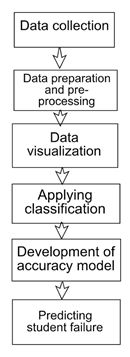 Data collection
Data preparation
and pre-
processing
Data
visualization
Applying
classification
Development of
accuracy model
Predicting
student failure